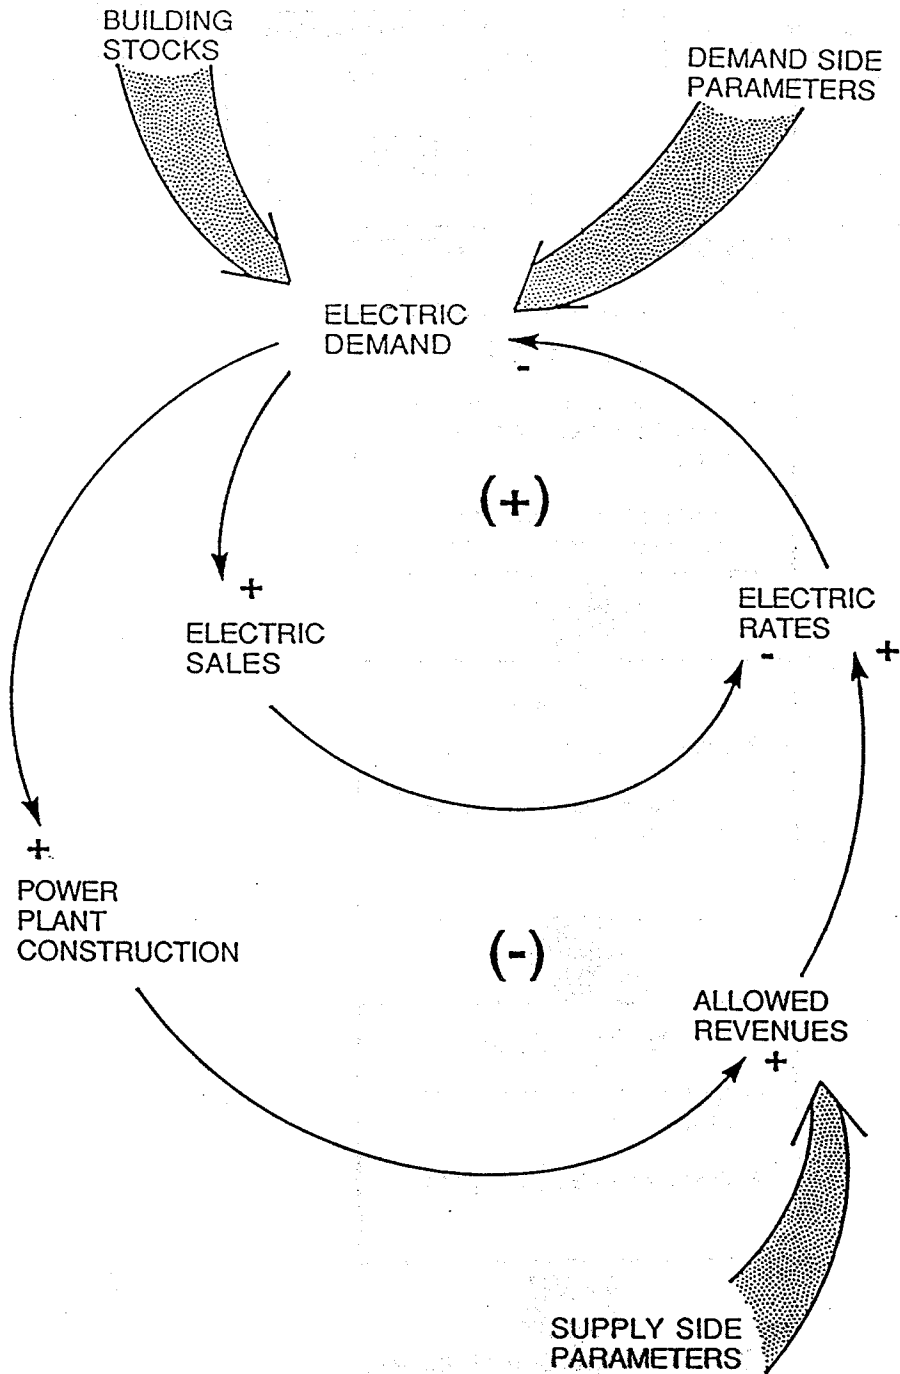 BUILDING
STOCKS
DEMAND SIDE
PARAMETERS
ELECTRIC
DEMAND
-
(+)
+
ELECTRIC
SALES
ELECTRIC
RATES
-
+
+
POWER
PLANT
CONSTRUCTION
(-)
ALLOWED
REVENUES
+
SUPPLY SIDE
PARAMETERS